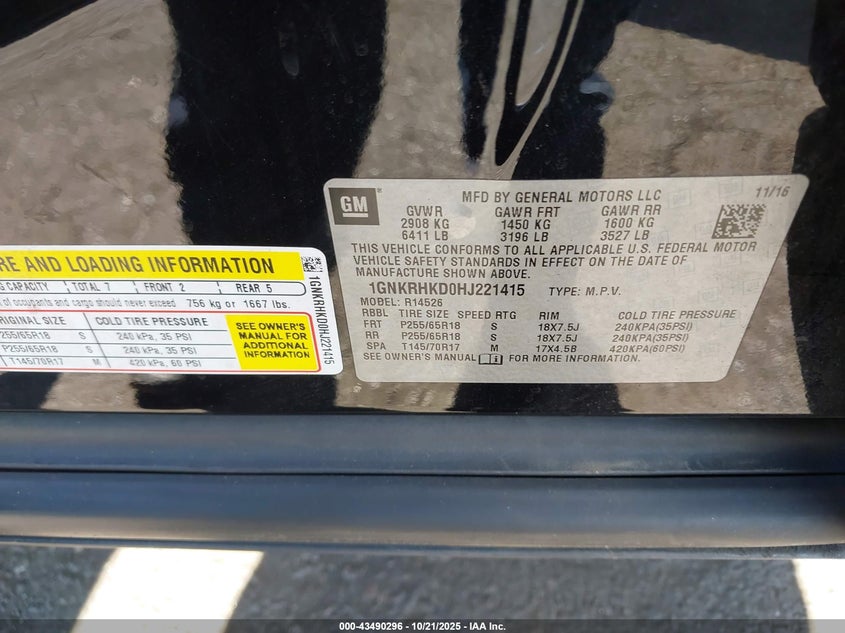 RE AND LOADING INFORMATION
G CAPACITY TOTAL 7 FRONT 2 REAR 5
of occupants and cargo should never exceed 756 kg or 1667 lbs.
ORIGINAL SIZE COLD TIRE PRESSURE
P255/65R18 S 240 kPa, 35 PSI
P255/65R18 S 240 kPa, 35 PSI
T145/70R17 M 420 kPa, 60 PSI
SEE OWNER'S
MANUAL FOR
ADDITIONAL
INFORMATION
1GNKRHKD0HJ221415
GM
MFD BY GENERAL MOTORS LLC 11/16
GVWR GAWR FRT GAWR RR
2908 KG 1450 KG 1600 KG
6411 LB 3196 LB 3527 LB
THIS VEHICLE CONFORMS TO ALL APPLICABLE U.S. FEDERAL MOTOR
VEHICLE SAFETY STANDARDS IN EFFECT ON THE DATE OF
MANUFACTURE SHOWN ABOVE.
1GNKRHKD0HJ221415 TYPE: M.P.V.
MODEL: R14526
RBBL TIRE SIZE SPEED RTG RIM COLD TIRE PRESSURE
FRT P255/65R18 S 18X7.5J 240KPA(35PSI)
RR P255/65R18 S 18X7.5J 240KPA(35PSI)
SPA T145/70R17 M 17X4.5B 420KPA(60PSI)
SEE OWNER'S MANUAL FOR MORE INFORMATION.
000-43490296 - 10/21/2025 - IAA Inc.